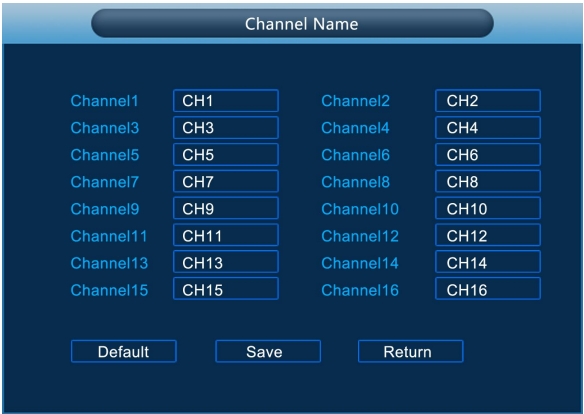 Channel Name
Channel1 CH1 Channel2 CH2
Channel3 CH3 Channel4 CH4
Channel5 CH5 Channel6 CH6
Channel7 CH7 Channel8 CH8
Channel9 CH9 Channel10 CH10
Channel11 CH11 Channel12 CH12
Channel13 CH13 Channel14 CH14
Channel15 CH15 Channel16 CH16
Default Save Return